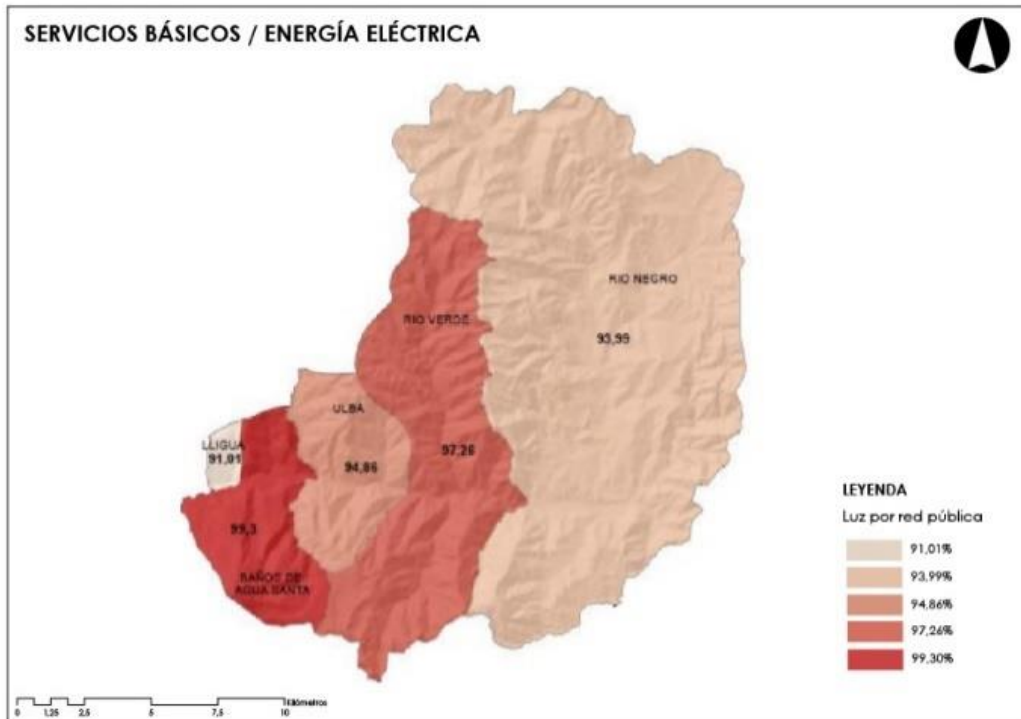 SERVICIOS BÁSICOS / ENERGÍA ELÉCTRICA
RIO NEGRO
93,99
RIO VERDE
97,26
ULBA
94,86
LLIGUA
91,01
99,3
BAÑOS DE
AGUA SANTA
LEYENDA
Luz por red pública
91,01%
93,99%
94,86%
97,26%
99,30%
Kilómetros
0 1,25 2,5 5 7,5 10